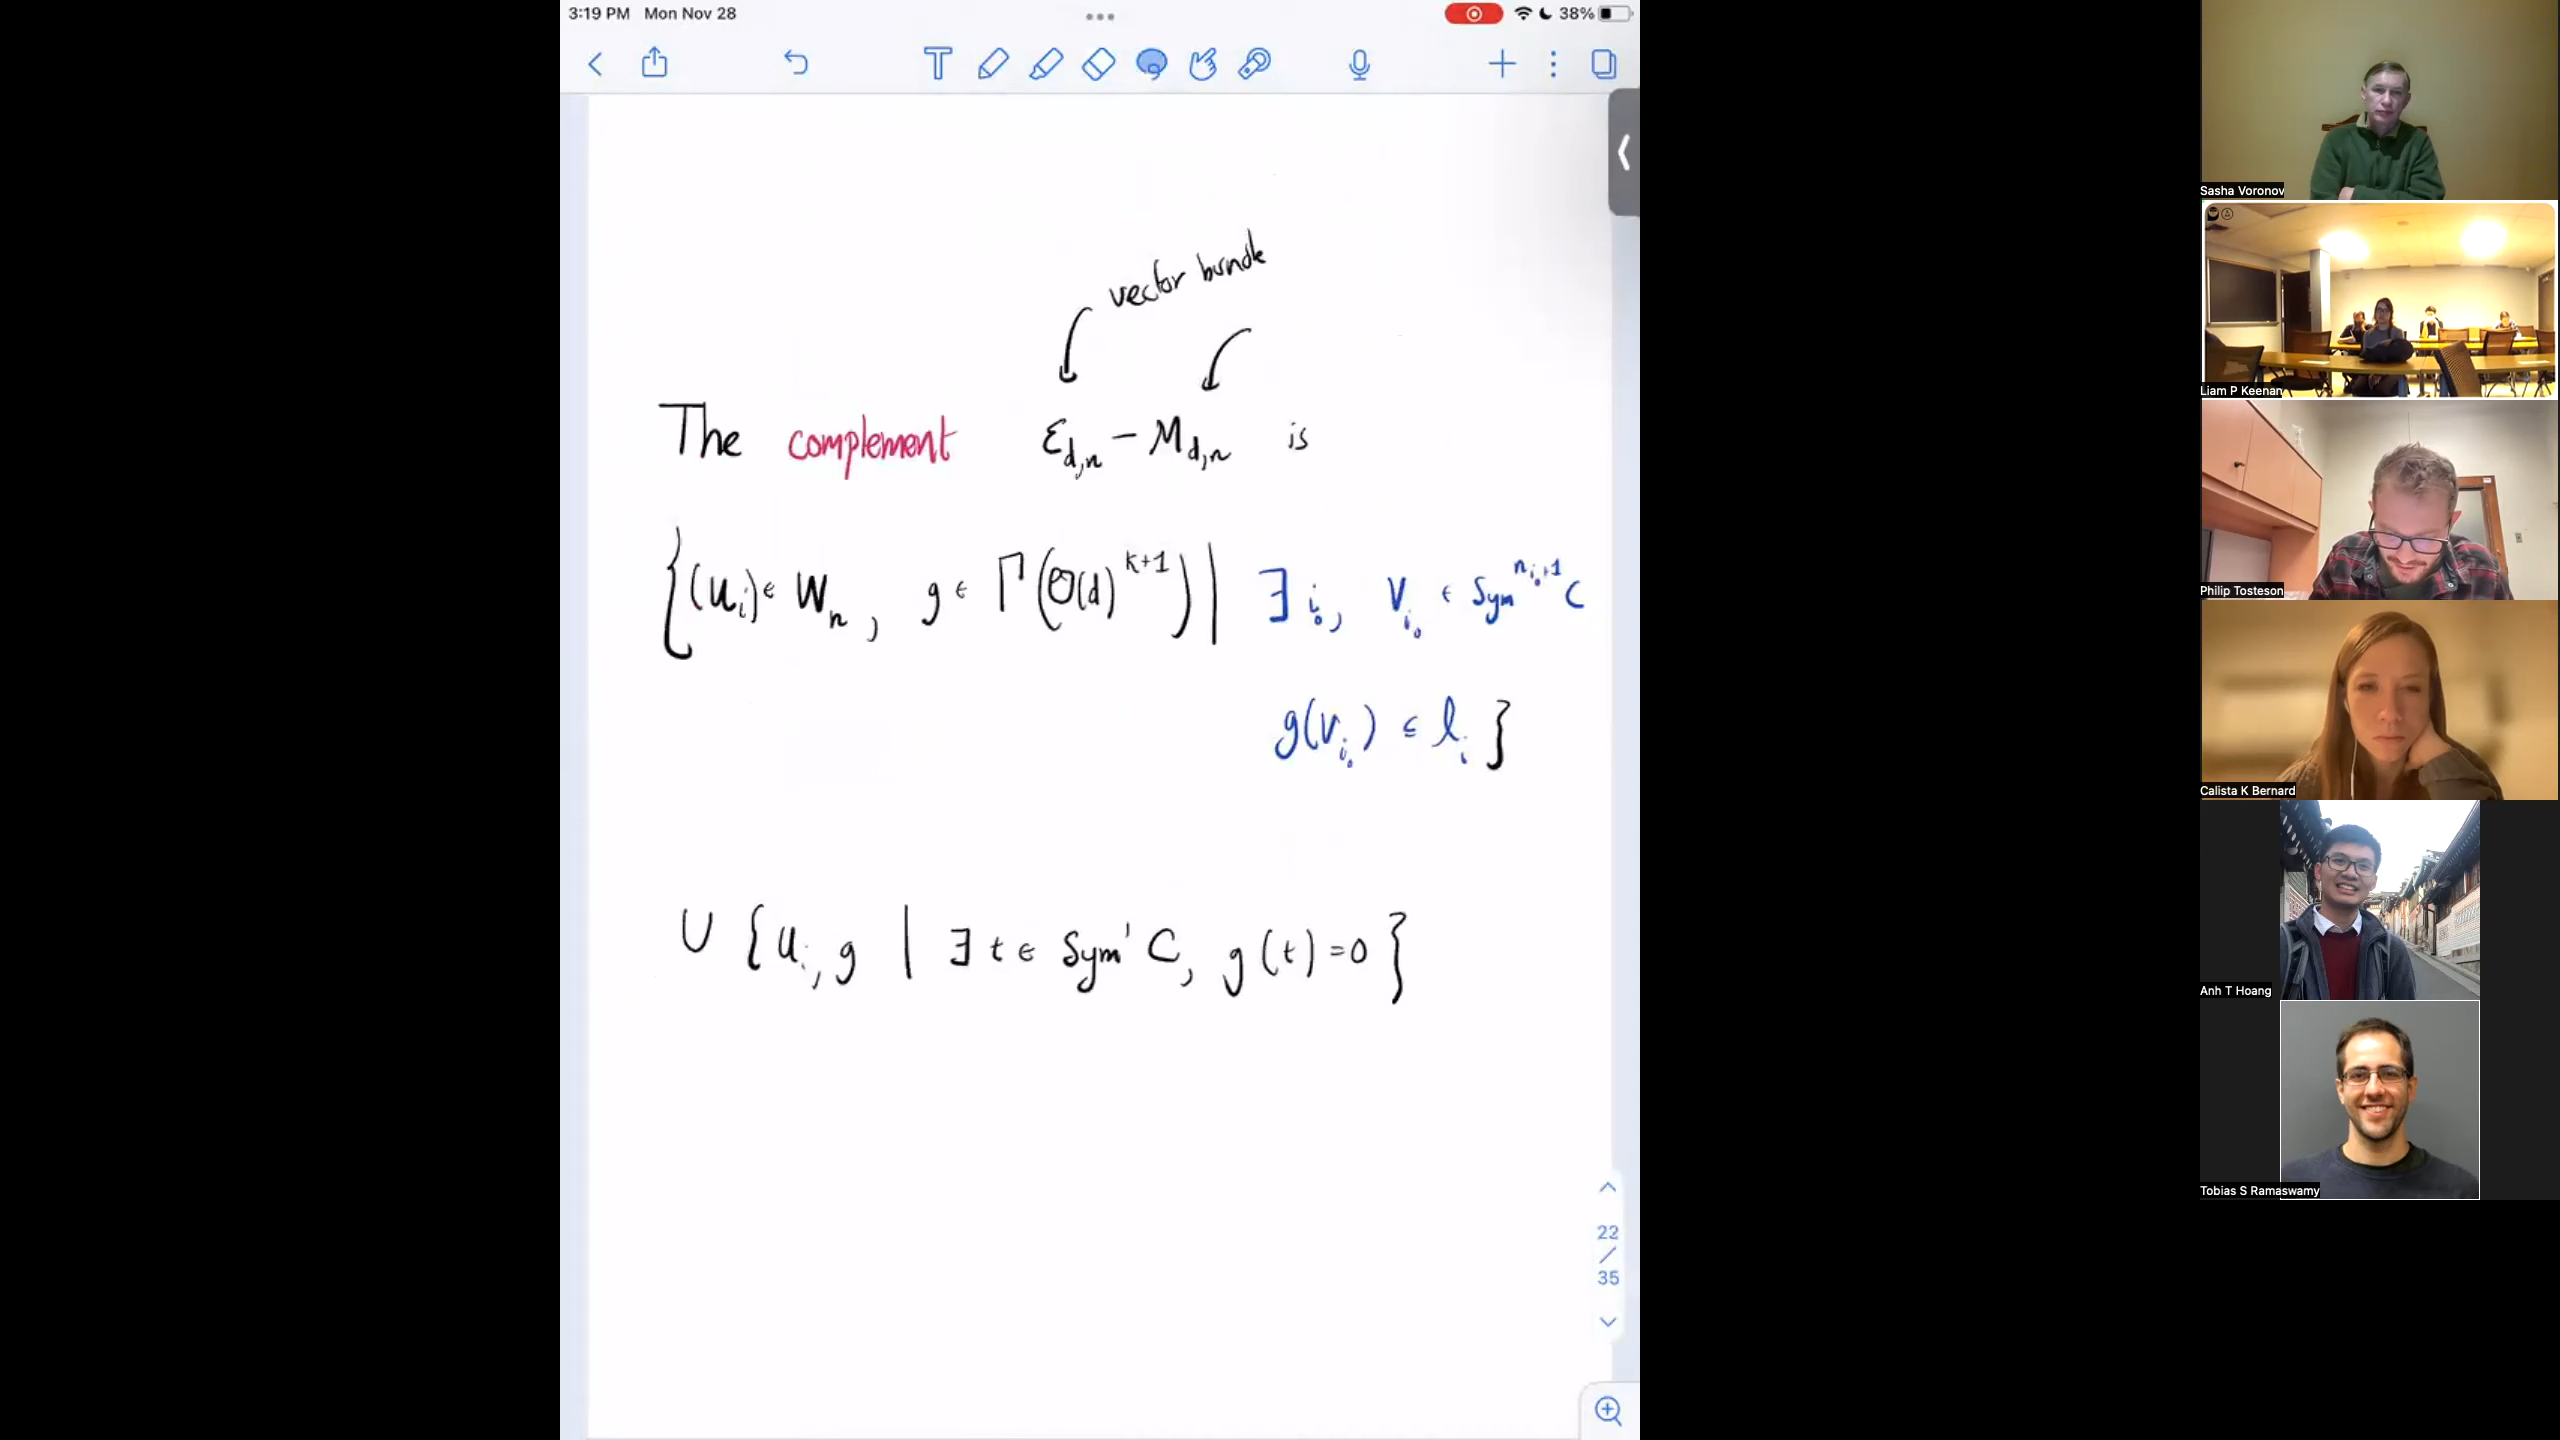 3:19 PM Mon Nov 28
38%
vector bundle
The complement ℰ_{d,n} − M_{d,n} is
{(u_i) ∈ W_n, g ∈ Γ(O(d)^{k+1}) | ∃ i_0, V_{i_0} ∈ Sym^{n_{i_0}+1} C
g(V_{i_0}) ⊆ l_i }
∪ {u_i, g | ∃ t ∈ Sym^1 C, g(t) = 0}
22
/
35
Sasha Voronov
Liam P Keenan
Philip Tosteson
Calista K Bernard
Anh T Hoang
Tobias S Ramaswamy